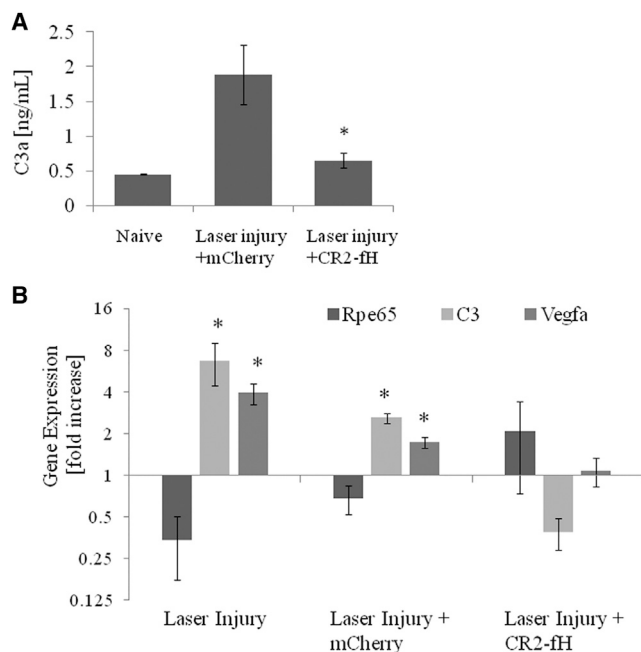 A
C3a [ng/mL]
2.5
2
1.5
1
0.5
0
*
Naive
Laser injury
+mCherry
Laser injury
+CR2-fH
B
Gene Expression
[fold increase]
16
8
4
2
1
0.5
0.25
0.125
Rpe65 C3 Vegfa
*
*
*
*
Laser Injury
Laser Injury +
mCherry
Laser Injury +
CR2-fH